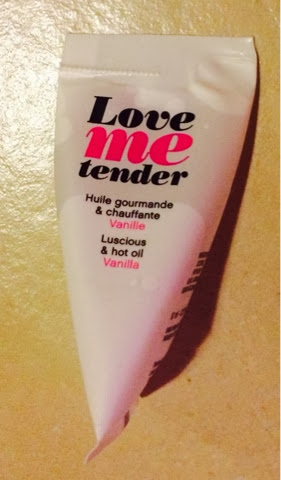 Love
me
tender
Huile gourmande
& chauffante
Vanille
Luscious
& hot oil
Vanilla